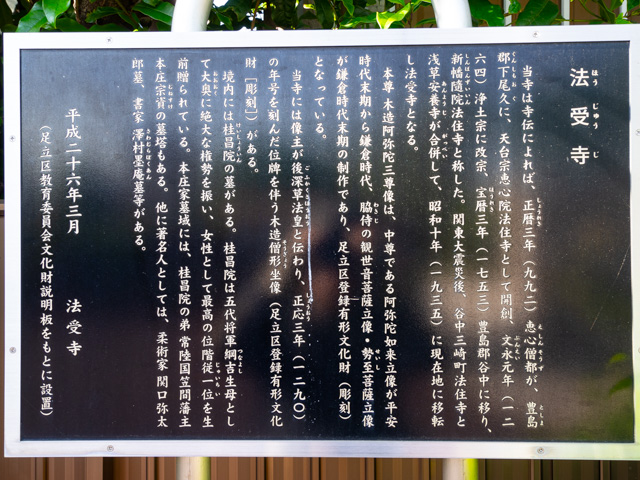 法受寺
当寺は寺伝によれば、正暦三年（九九二）恵心僧都が、豊島
郡下尾久に、天台宗恵心院法住寺として開創、文永元年（一二
六四）浄土宗に改宗、宝暦三年（一七五三）豊島郡谷中に移り、
新幡随院法住寺と称した。関東大震災後、谷中三崎町法住寺と
浅草安養寺が合併して、昭和十年（一九三五）に現在地に移転
し法受寺となる。
本尊 木造阿弥陀三尊像は、中尊である阿弥陀如来立像が平安
時代末期から鎌倉時代、脇侍の観世音菩薩立像・勢至菩薩立像
が鎌倉時代末期の制作であり、足立区登録有形文化財（彫刻）
となっている。
当寺には像主が後深草法皇と伝わり、正応三年（一二九〇）
の年号を刻んだ位牌を伴う木造僧形坐像（足立区登録有形文化
財［彫刻］）がある。
境内には桂昌院の墓がある。桂昌院は五代将軍綱吉生母とし
て大奥に絶大な権勢を振い、女性として最高の位階従一位を生
前贈られている。本庄家墓域には、桂昌院の弟 常陸国笠間藩主
本庄宗資の墓塔もある。他に著名人としては、柔術家 関口弥太
郎墓、書家 澤村墨庵墓等がある。
平成二十六年三月 法受寺
（足立区教育委員会文化財説明板をもとに設置）